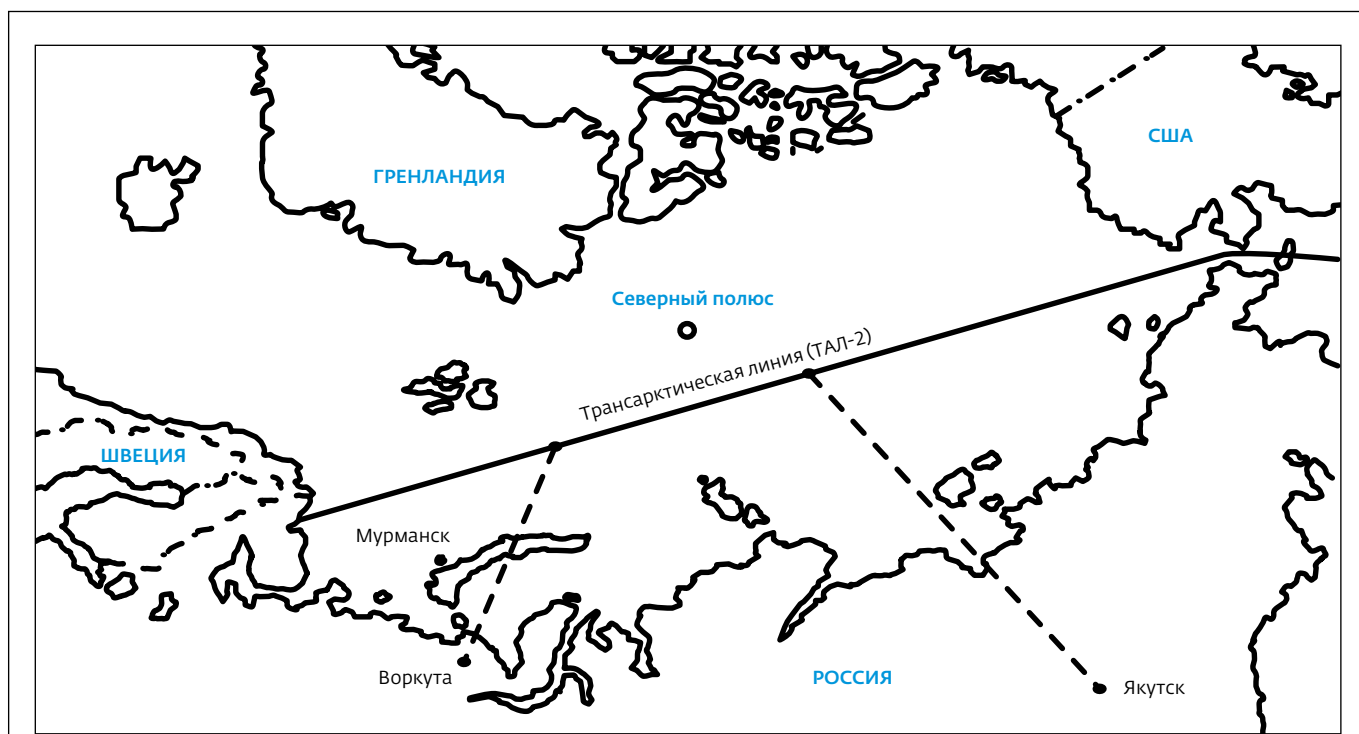 США
ГРЕНЛАНДИЯ
Северный полюс
Трансарктическая линия (ТАЛ-2)
ШВЕЦИЯ
Мурманск
Воркута
РОССИЯ
Якутск